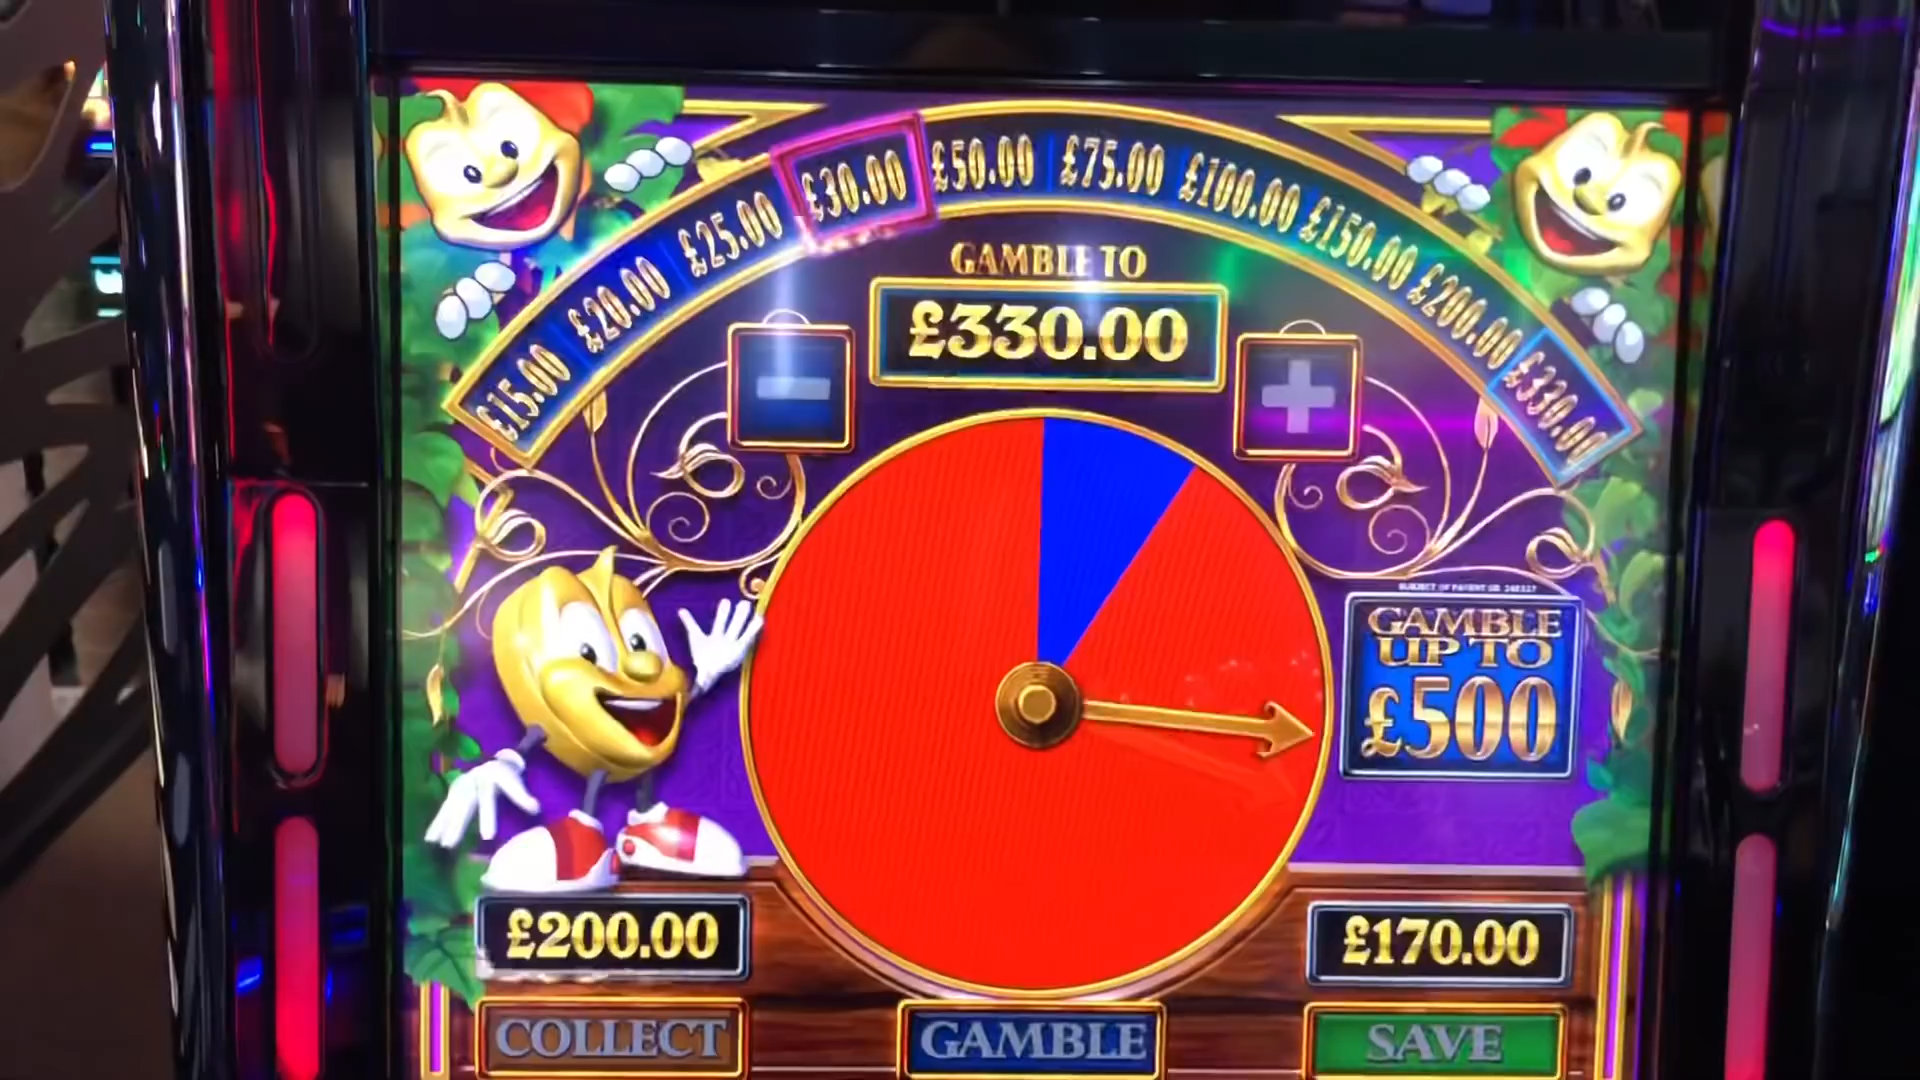 £15.00 £20.00 £25.00 £30.00 £50.00 £75.00 £100.00 £150.00 £200.00 £330.00
GAMBLE TO
£330.00
GAMBLE
UP TO
£500
£200.00
£170.00
COLLECT
GAMBLE
SAVE